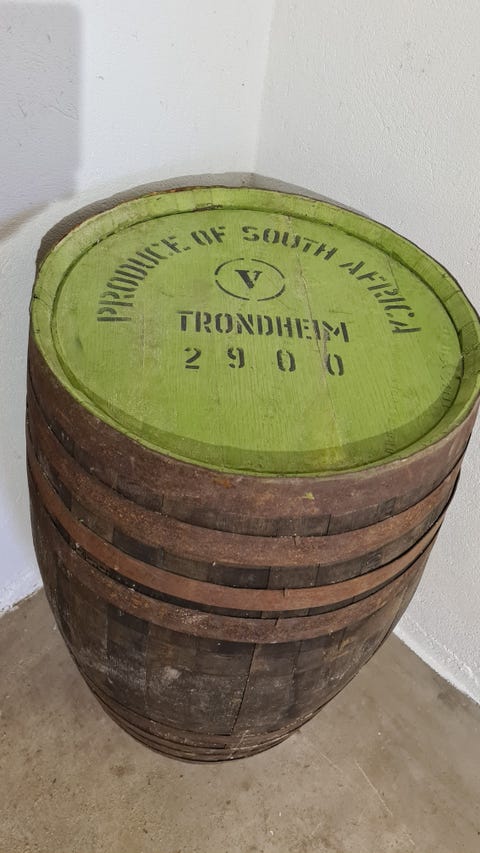 PRODUCE OF SOUTH AFRICA
V
TRONDHEIM
2900